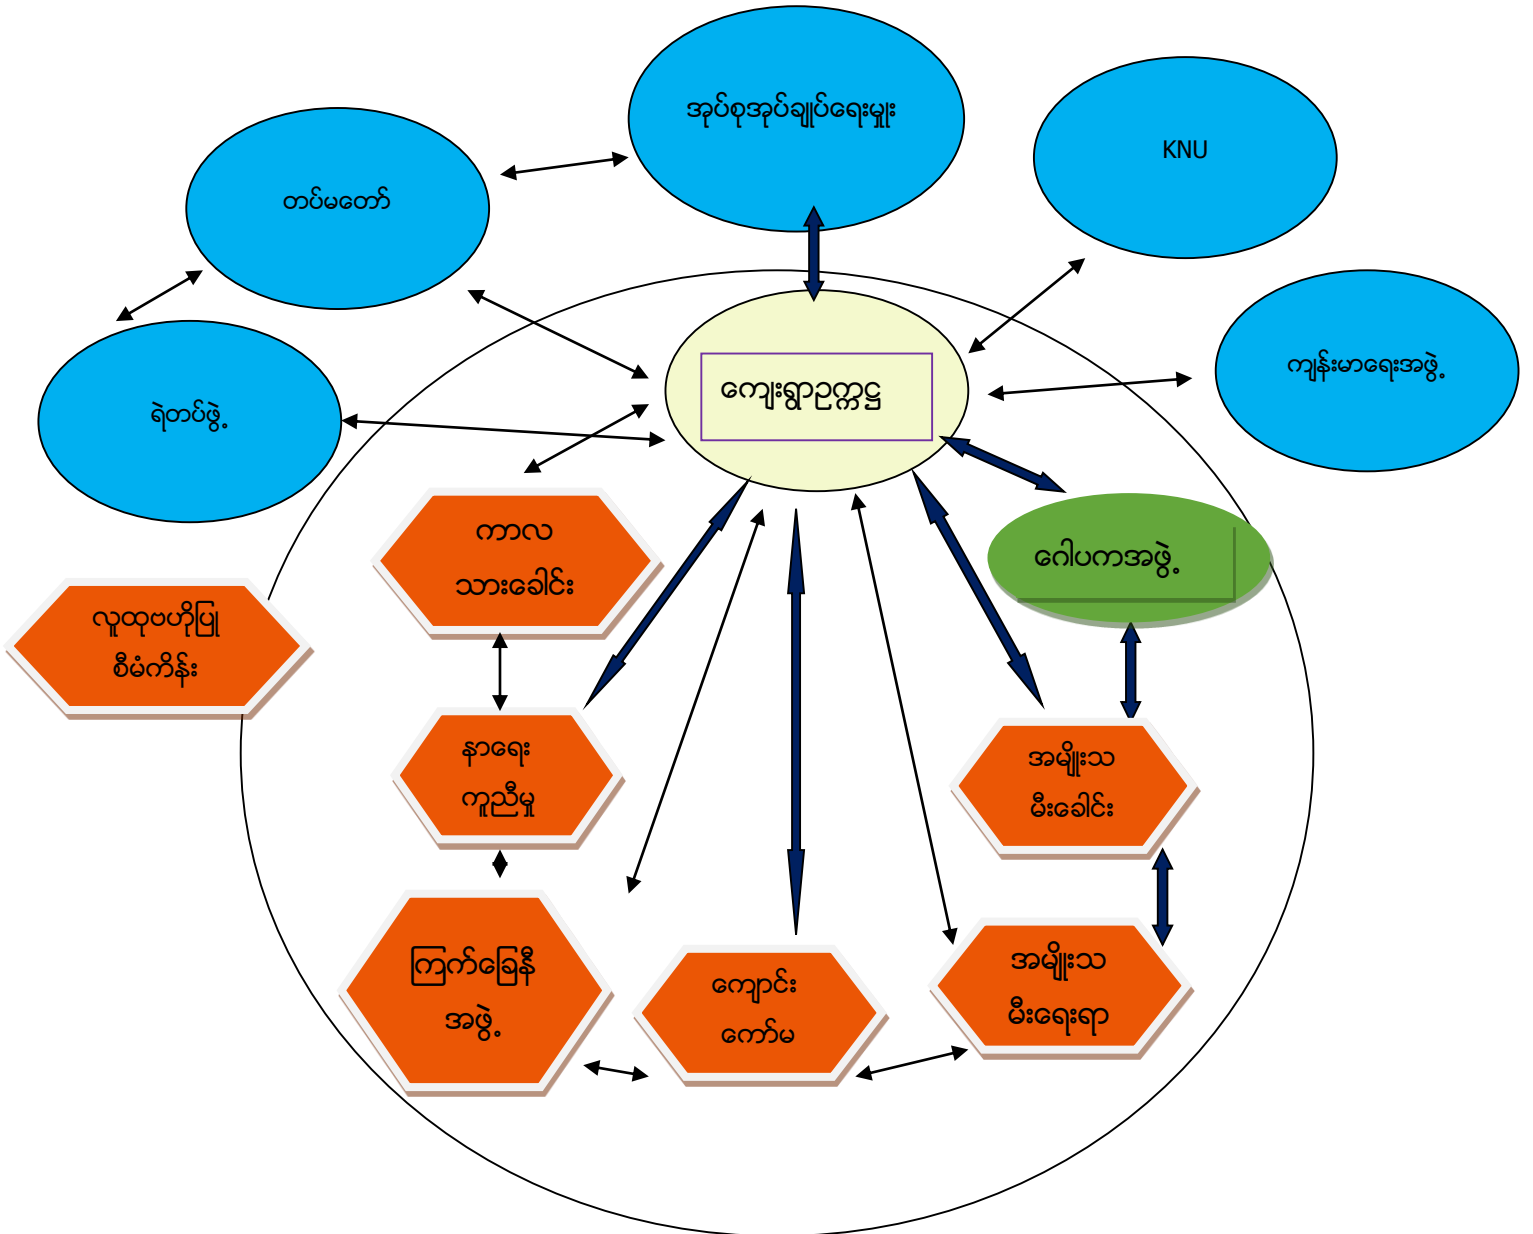 အုပ်စုအုပ်ချုပ်ရေးမှူး
KNU
တပ်မတော်
ကျန်းမာရေးအဖွဲ့
ကျေးရွာဥက္ကဋ္ဌ
ရဲတပ်ဖွဲ့
ကာလ
သားခေါင်း
ဂေါပကအဖွဲ့
လူထုဗဟိုပြု
စီမံကိန်း
နာရေး
ကူညီမှု
အမျိုးသ
မီးခေါင်း
ကြက်ခြေနီ
အဖွဲ့
ကျောင်း
ကော်မ
အမျိုးသ
မီးရေးရာ